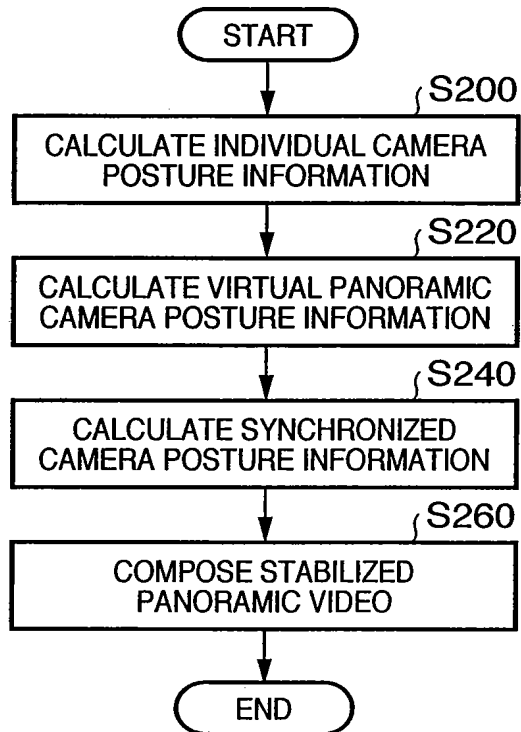 START
S200
CALCULATE INDIVIDUAL CAMERA
POSTURE INFORMATION
S220
CALCULATE VIRTUAL PANORAMIC
CAMERA POSTURE INFORMATION
S240
CALCULATE SYNCHRONIZED
CAMERA POSTURE INFORMATION
S260
COMPOSE STABILIZED
PANORAMIC VIDEO
END